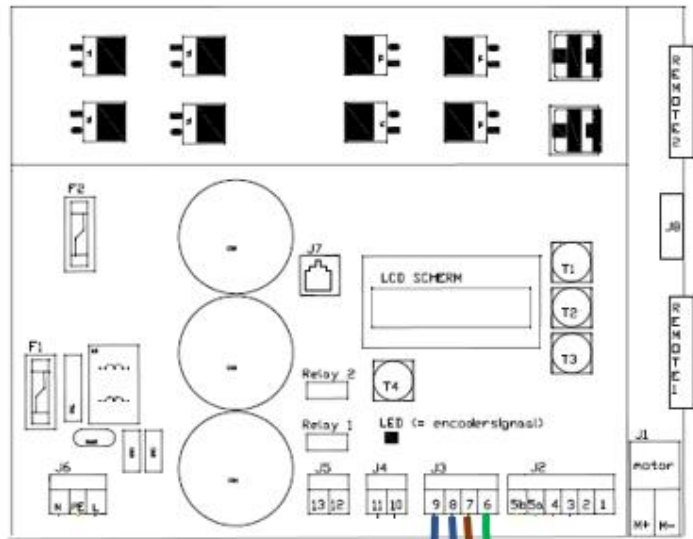 REMOTE2
F2
J7
J8
LCD SCHERM
T1
T2
T3
REMOTE1
F1
Relay 2
T4
Relay 1
LED (= encodersignaal)
J1
motor
J6
J5
J4
J3
J2
N PE L
13 12
11 10
9 8 7 6
5b 5a 4 3 2 1
M+ M-